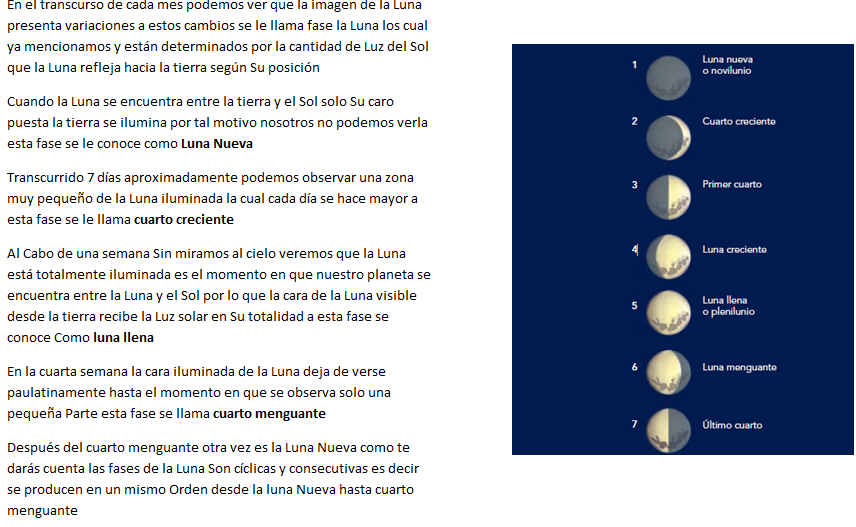 En el transcurso de cada mes podemos ver que la imagen de la Luna
presenta variaciones a estos cambios se le llama fase la Luna los cual
ya mencionamos y están determinados por la cantidad de Luz del Sol
que la Luna refleja hacia la tierra según Su posición
Cuando la Luna se encuentra entre la tierra y el Sol solo Su caro
puesta la tierra se ilumina por tal motivo nosotros no podemos verla
esta fase se le conoce como Luna Nueva
Transcurrido 7 días aproximadamente podemos observar una zona
muy pequeño de la Luna iluminada la cual cada día se hace mayor a
esta fase se le llama cuarto creciente
Al Cabo de una semana Sin miramos al cielo veremos que la Luna
está totalmente iluminada es el momento en que nuestro planeta se
encuentra entre la Luna y el Sol por lo que la cara de la Luna visible
desde la tierra recibe la Luz solar en Su totalidad a esta fase se
conoce Como luna llena
En la cuarta semana la cara iluminada de la Luna deja de verse
paulatinamente hasta el momento en que se observa solo una
pequeña Parte esta fase se llama cuarto menguante
Después del cuarto menguante otra vez es la Luna Nueva como te
darás cuenta las fases de la Luna Son cíclicas y consecutivas es decir
se producen en un mismo Orden desde la luna Nueva hasta cuarto
menguante
1 Luna nueva
o novilunio
2 Cuarto creciente
3 Primer cuarto
4 Luna creciente
5 Luna llena
o plenilunio
6 Luna menguante
7 Último cuarto